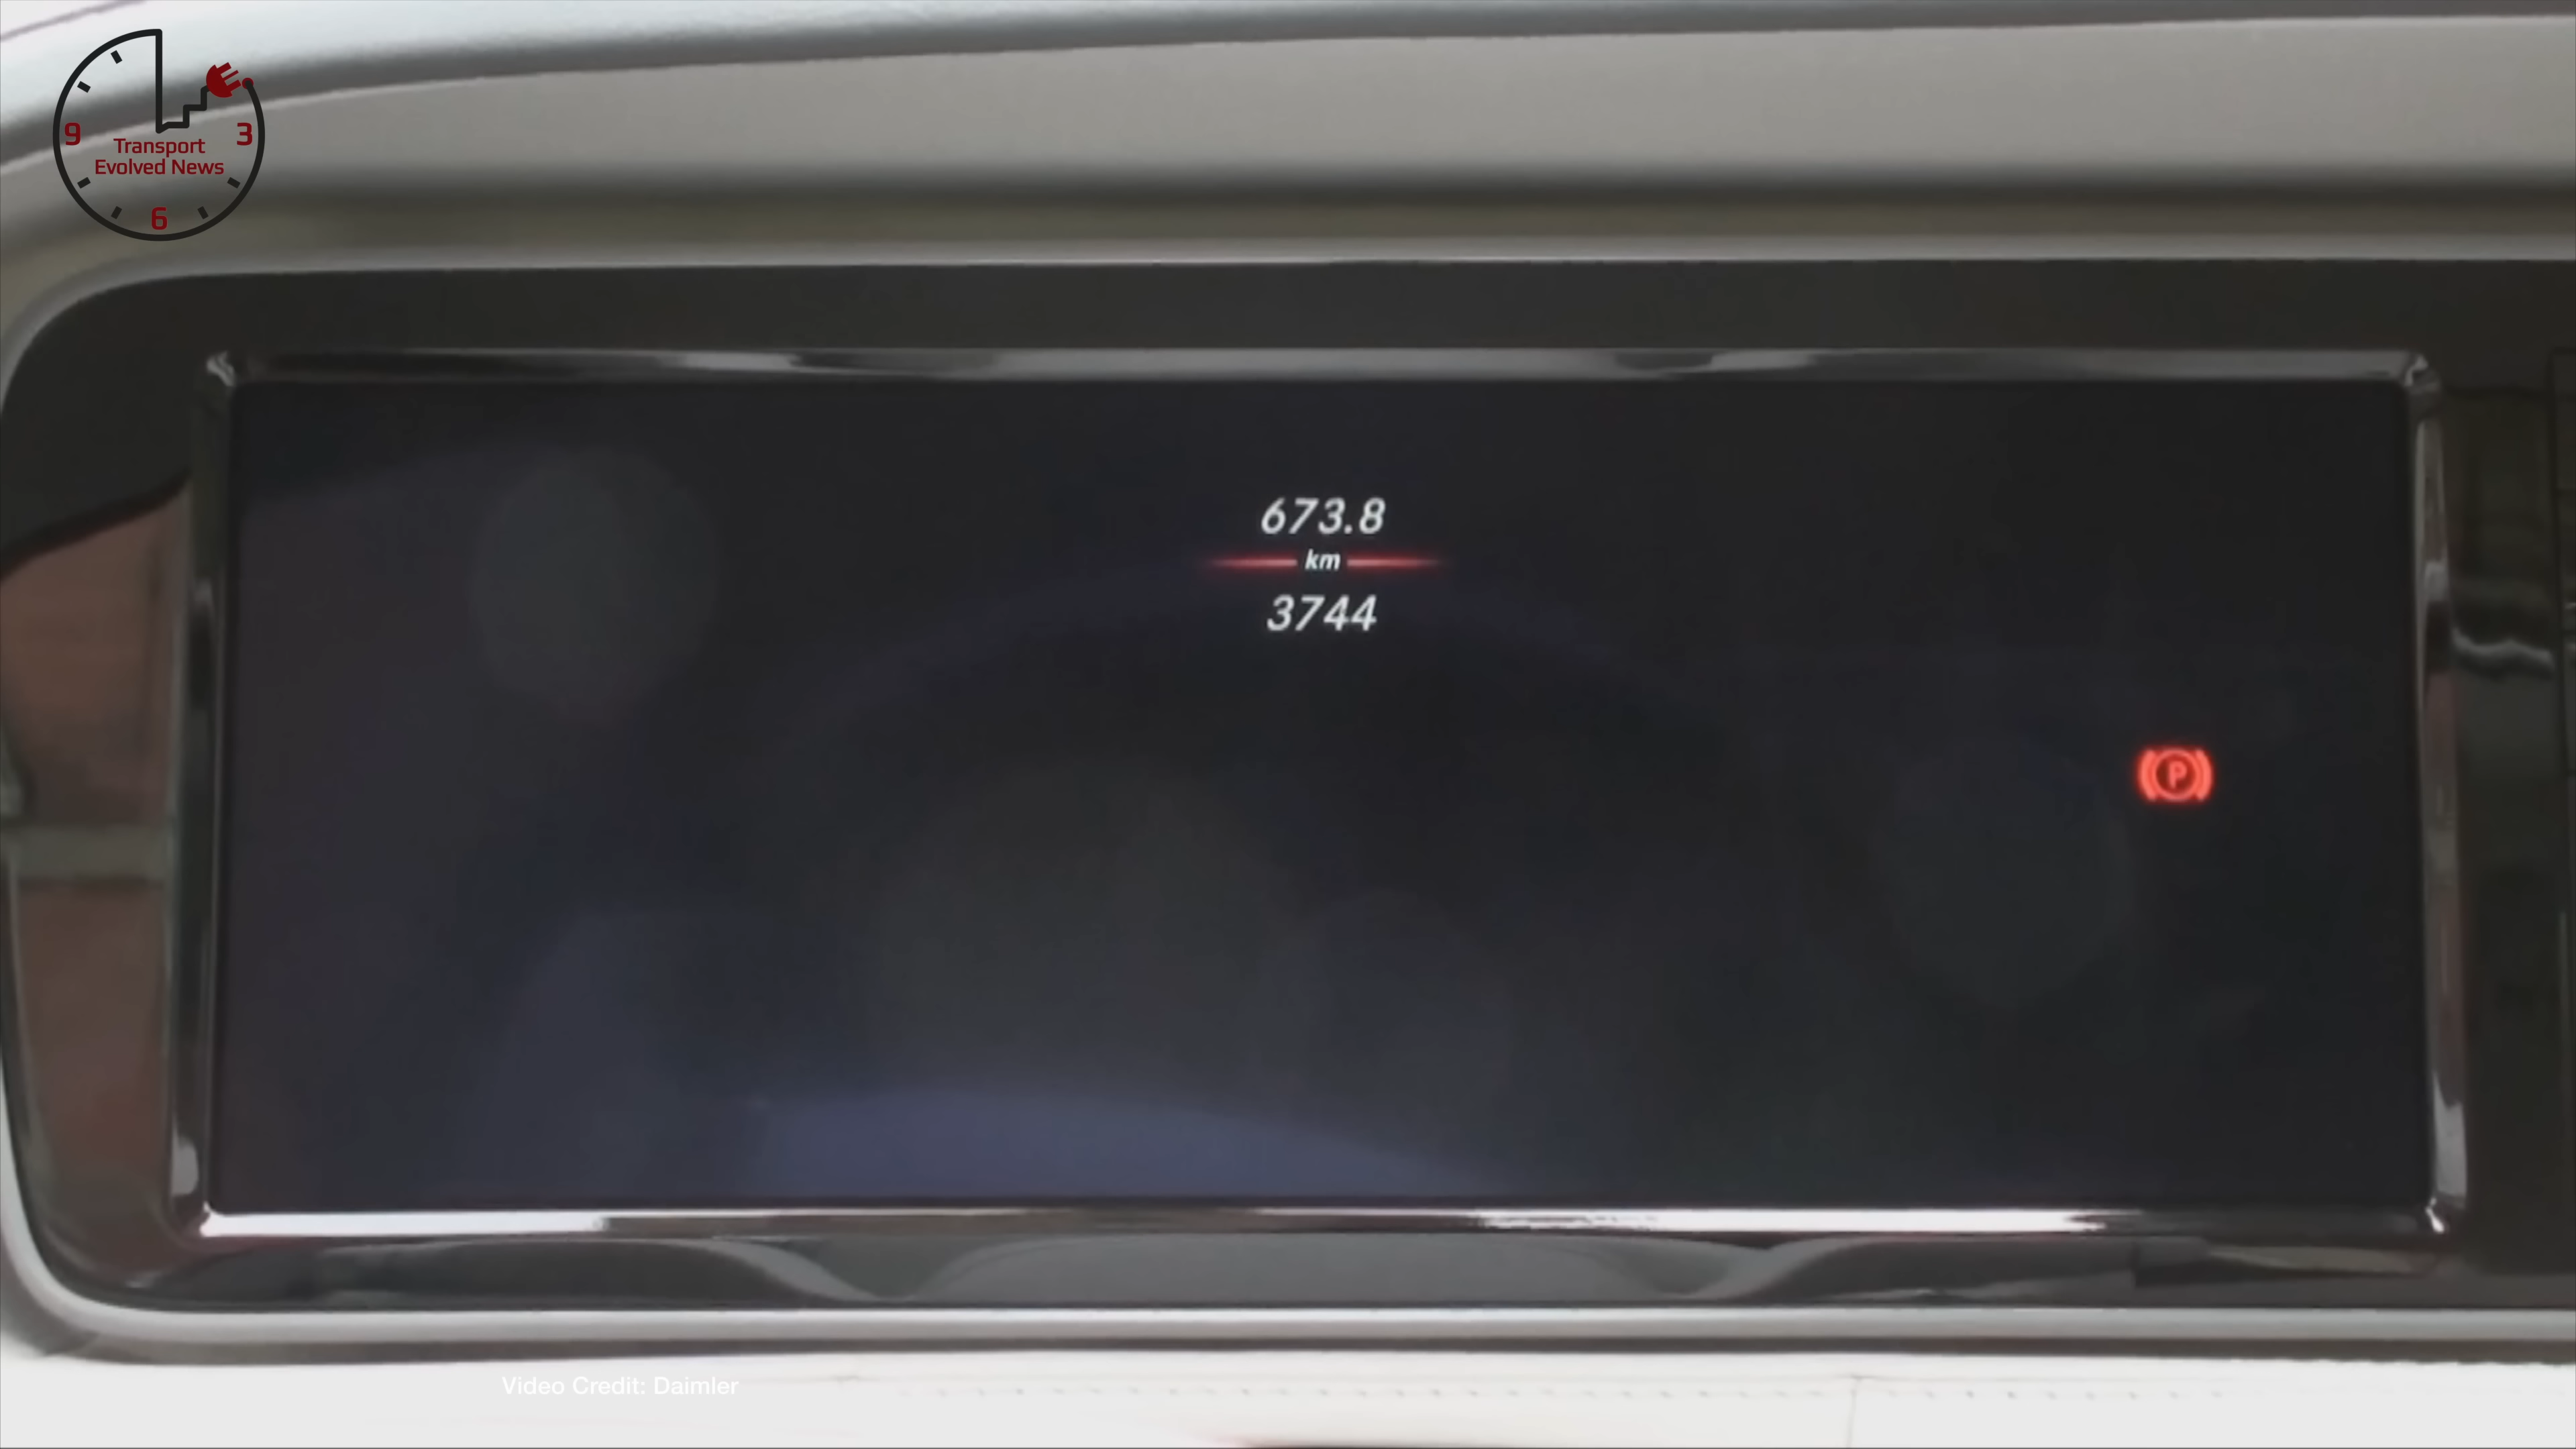 9
3
Transport
Evolved News
6
673.8
km
3744
P
Video Credit: Daimler